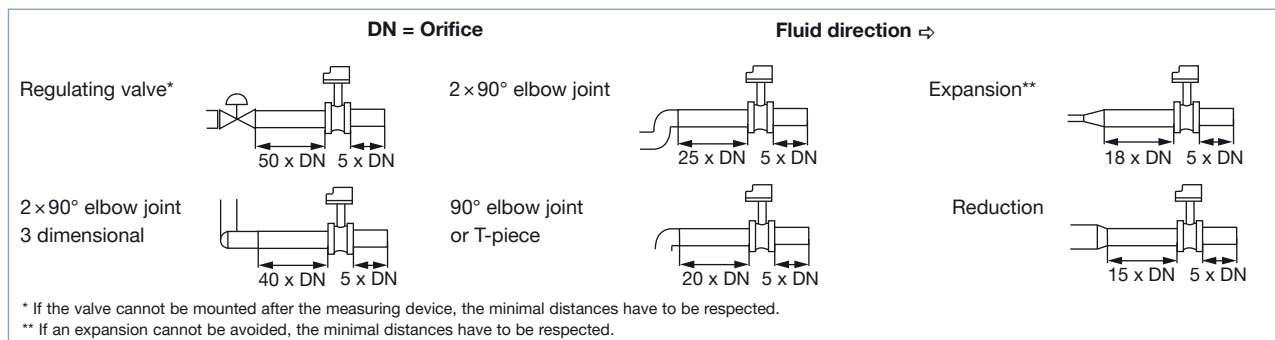 DN = Orifice
Fluid direction ⇨
Regulating valve*
50 x DN 5 x DN
2 × 90° elbow joint
25 x DN 5 x DN
Expansion**
18 x DN 5 x DN
2 × 90° elbow joint
3 dimensional
40 x DN 5 x DN
90° elbow joint
or T-piece
20 x DN 5 x DN
Reduction
15 x DN 5 x DN
* If the valve cannot be mounted after the measuring device, the minimal distances have to be respected.
** If an expansion cannot be avoided, the minimal distances have to be respected.